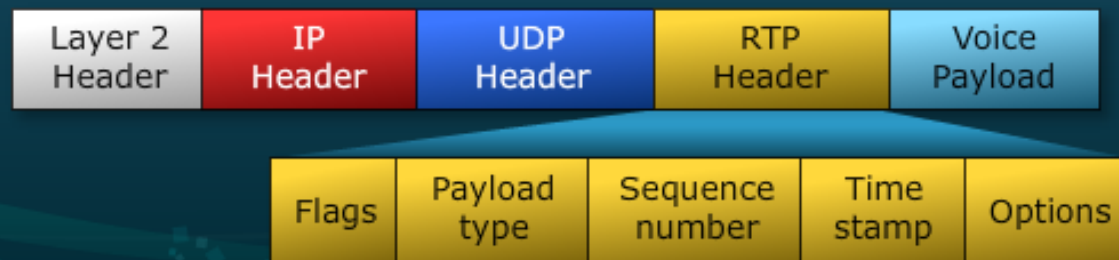 Layer 2
Header
IP
Header
UDP
Header
RTP
Header
Voice
Payload
Flags
Payload
type
Sequence
number
Time
stamp
Options